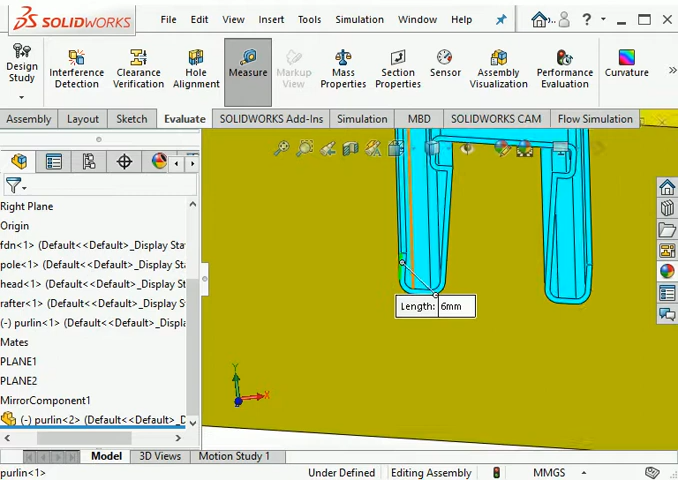 SOLIDWORKS File Edit View Insert Tools Simulation Window Help ?
Design Study
Interference Detection
Clearance Verification
Hole Alignment
Measure
Markup View
Mass Properties
Section Properties
Sensor
Assembly Visualization
Performance Evaluation
Curvature
Assembly Layout Sketch Evaluate SOLIDWORKS Add-Ins Simulation MBD SOLIDWORKS CAM Flow Simulation
Right Plane
Origin
fdn<1> (Default<<Default>_Display Sta
pole<1> (Default<<Default>_Display St
head<1> (Default<<Default>_Display S
rafter<1> (Default<<Default>_Display S
(-) purlin<1> (Default<<Default>_Displ
Mates
PLANE1
PLANE2
MirrorComponent1
(-) purlin<2> (Default<<Default>_D
Length: 6mm
Y
X
Model 3D Views Motion Study 1
purlin<1> Under Defined Editing Assembly MMGS